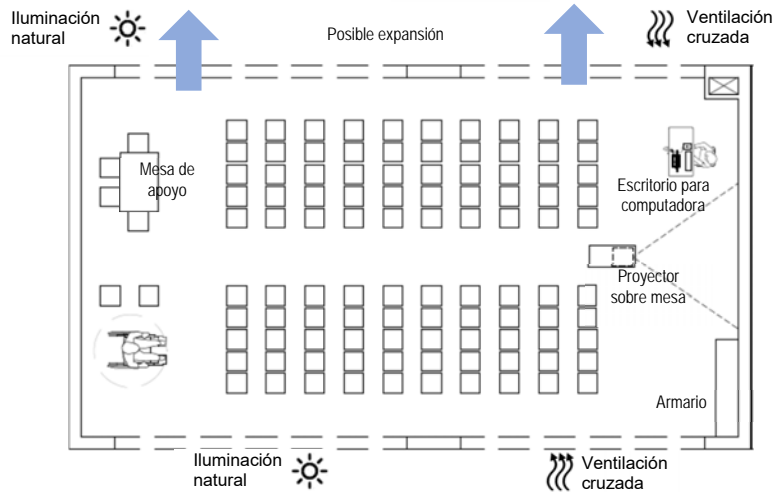 Iluminación
natural
Posible expansión
Ventilación
cruzada
Mesa de
apoyo
Escritorio para
computadora
Proyector
sobre mesa
Armario
Iluminación
natural
Ventilación
cruzada